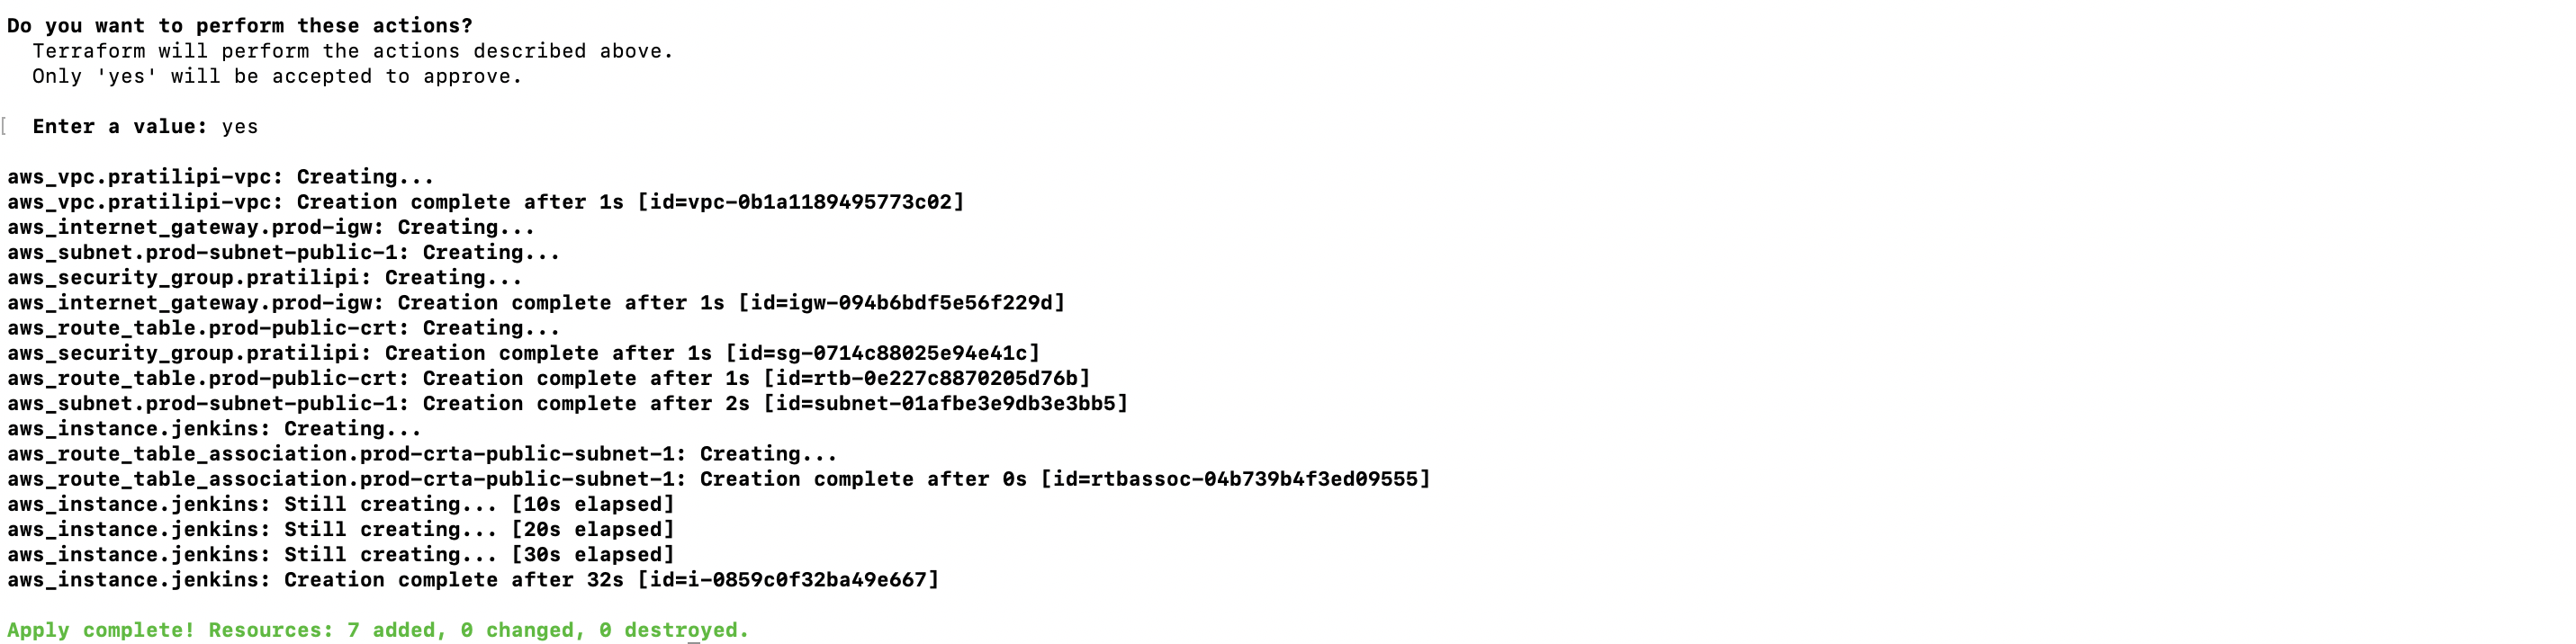 Do you want to perform these actions?
Terraform will perform the actions described above.
Only 'yes' will be accepted to approve.
[ Enter a value: yes
aws_vpc.pratilipi-vpc: Creating...
aws_vpc.pratilipi-vpc: Creation complete after 1s [id=vpc-0b1a1189495773c02]
aws_internet_gateway.prod-igw: Creating...
aws_subnet.prod-subnet-public-1: Creating...
aws_security_group.pratilipi: Creating...
aws_internet_gateway.prod-igw: Creation complete after 1s [id=igw-094b6bdf5e56f229d]
aws_route_table.prod-public-crt: Creating...
aws_security_group.pratilipi: Creation complete after 1s [id=sg-0714c88025e94e41c]
aws_route_table.prod-public-crt: Creation complete after 1s [id=rtb-0e227c8870205d76b]
aws_subnet.prod-subnet-public-1: Creation complete after 2s [id=subnet-01afbe3e9db3e3bb5]
aws_instance.jenkins: Creating...
aws_route_table_association.prod-crta-public-subnet-1: Creating...
aws_route_table_association.prod-crta-public-subnet-1: Creation complete after 0s [id=rtbassoc-04b739b4f3ed09555]
aws_instance.jenkins: Still creating... [10s elapsed]
aws_instance.jenkins: Still creating... [20s elapsed]
aws_instance.jenkins: Still creating... [30s elapsed]
aws_instance.jenkins: Creation complete after 32s [id=i-0859c0f32ba49e667]
Apply complete! Resources: 7 added, 0 changed, 0 destroyed.